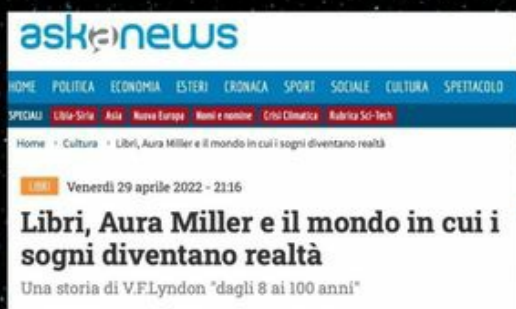 askanews
HOME POLITICA ECONOMIA ESTERI CRONACA SPORT SOCIALE CULTURA SPETTACOLO
SPECIALI Libia-Siria Asia Nuova Europa Nomi e nomine Crisi Climatica Rubrica Sci-Tech
Home › Cultura › Libri, Aura Miller e il mondo in cui i sogni diventano realtà
LIBRI Venerdì 29 aprile 2022 - 21:16
Libri, Aura Miller e il mondo in cui i
sogni diventano realtà
Una storia di V.F.Lyndon "dagli 8 ai 100 anni"